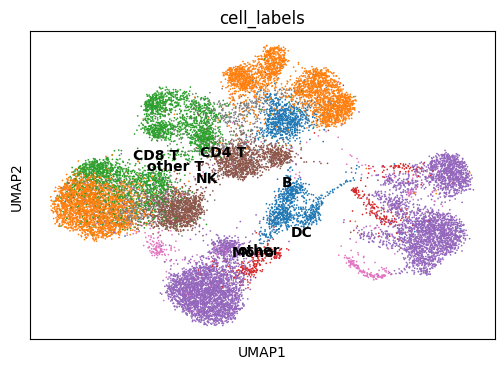 cell_labels
CD8 T
CD4 T
other T
NK
B
DC
Mono
other
UMAP2
UMAP1